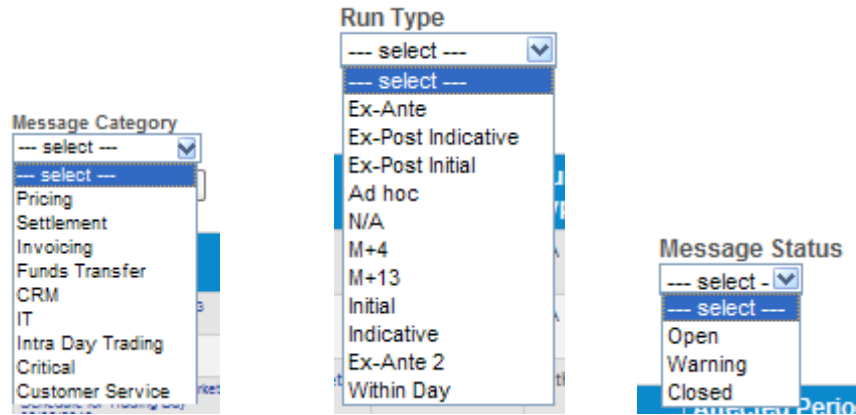 Message Category
--- select ---
--- select ---
Pricing
Settlement
Invoicing
Funds Transfer
CRM
IT
Intra Day Trading
Critical
Customer Service
Run Type
--- select ---
--- select ---
Ex-Ante
Ex-Post Indicative
Ex-Post Initial
Ad hoc
N/A
M+4
M+13
Initial
Indicative
Ex-Ante 2
Within Day
Message Status
--- select -
--- select ---
Open
Warning
Closed